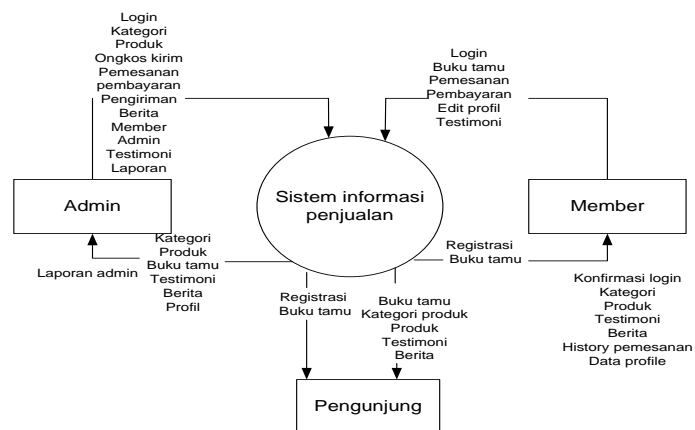 Login
Kategori
Produk
Ongkos kirim
Pemesanan
pembayaran
Pengiriman
Berita
Member
Admin
Testimoni
Laporan
Login
Buku tamu
Pemesanan
Pembayaran
Edit profil
Testimoni
Sistem informasi
penjualan
Admin
Member
Laporan admin
Kategori
Produk
Buku tamu
Testimoni
Berita
Profil
Registrasi
Buku tamu
Buku tamu
Kategori produk
Produk
Testimoni
Berita
Registrasi
Buku tamu
Konfirmasi login
Kategori
Produk
Testimoni
Berita
History pemesanan
Data profile
Pengunjung